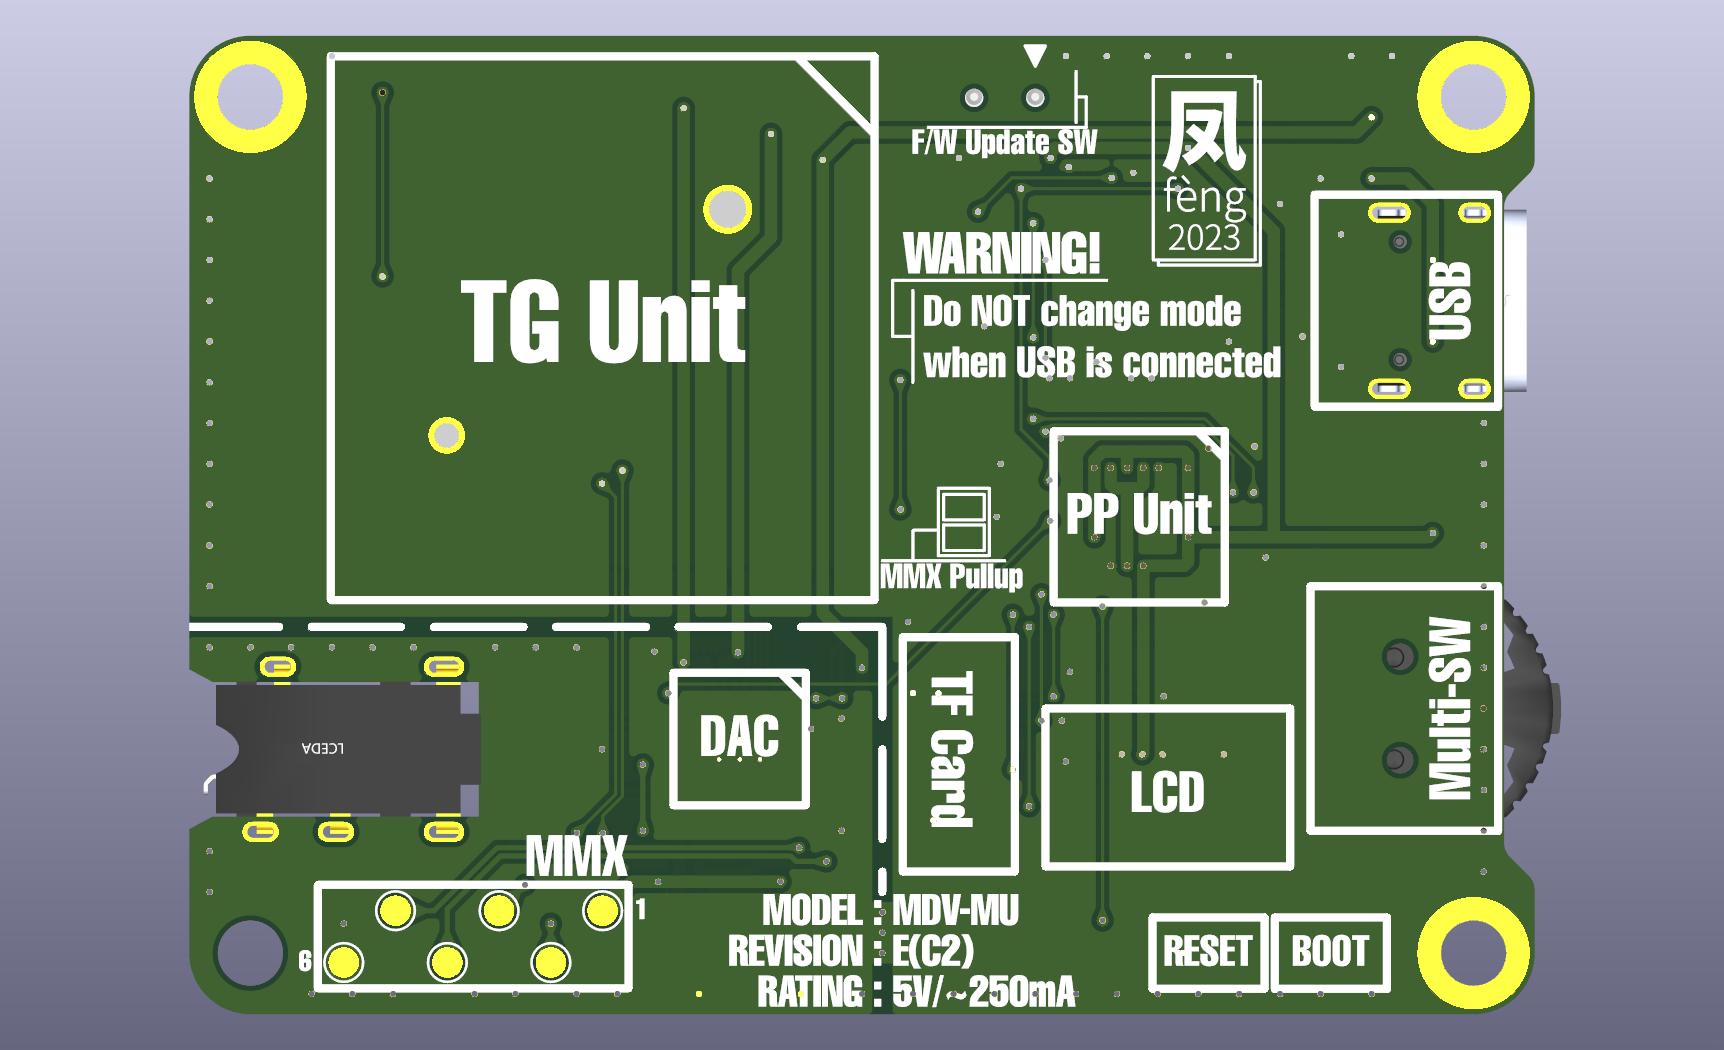 F/W Update SW
凤
fèng
2023
WARNING!
Do NOT change mode
when USB is connected
TG Unit
USB
PP Unit
MMX Pullup
DAC
TF Card
LCD
Multi-SW
LCEDA
MMX
1
6
MODEL : MDV-MU
REVISION : E(C2)
RATING : 5V/~250mA
RESET
BOOT